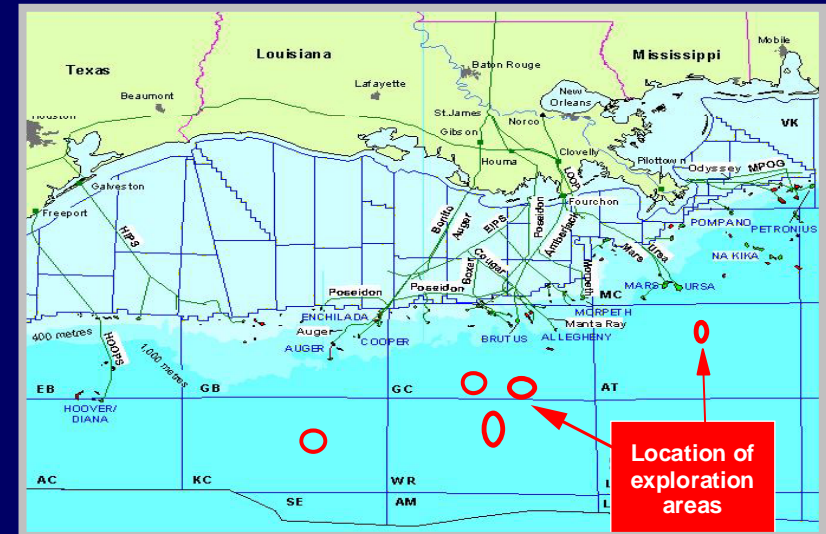 Mobile
Louisiana
Mississippi
Texas
Baton Rouge
Lafayette
Beaumont
New
Orleans
St.James
Norco
VK
Gibson
Clovelly
Houma
Pilottown
LOOP
Odyssey
MPOG
Galveston
Fourchon
Freeport
HIPS
Bonito
Auger
EIPS
Poseidon
Amberjack
POMPANO
PETRONIUS
Cougar
Boxer
Mars
Ursa
NA KIKA
Morpeth
Poseidon
Poseidon
MARS
URSA
MC
ENCHILADA
MORPETH
Auger
Manta Ray
400 metres
HOOPS
1,000 metres
AUGER
COOPER
BRUTUS
ALLEGHENY
EB
GB
GC
AT
HOOVER/
DIANA
Location of
exploration
areas
AC
KC
WR
L
SE
AM
L